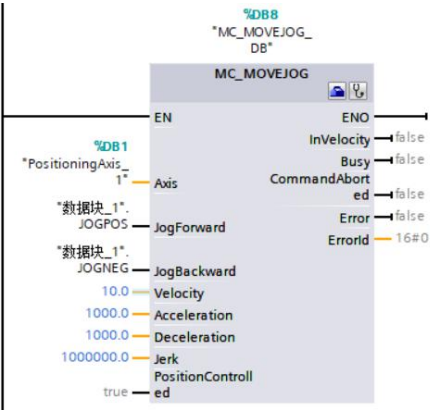 %DB8
"MC_MOVEJOG_
DB"
MC_MOVEJOG
EN
ENO
InVelocity
false
%DB1
Busy
false
"PositioningAxis_
1"
Axis
CommandAbort
ed
false
"数据块_1".
JOGPOS
JogForward
Error
false
ErrorId
16#0
"数据块_1".
JOGNEG
JogBackward
10.0
Velocity
1000.0
Acceleration
1000.0
Deceleration
1000000.0
Jerk
PositionControll
true
ed